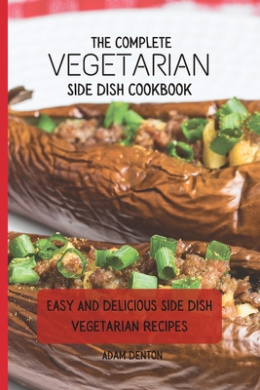 THE COMPLETE
VEGETARIAN
SIDE DISH COOKBOOK
EASY AND DELICIOUS SIDE DISH
VEGETARIAN RECIPES
ADAM DENTON